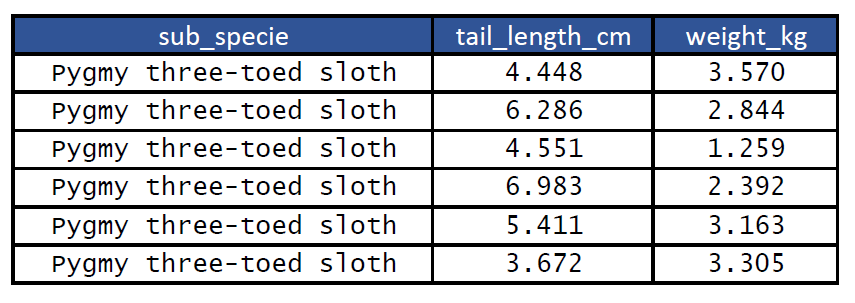 sub_specie tail_length_cm weight_kg
Pygmy three-toed sloth 4.448 3.570
Pygmy three-toed sloth 6.286 2.844
Pygmy three-toed sloth 4.551 1.259
Pygmy three-toed sloth 6.983 2.392
Pygmy three-toed sloth 5.411 3.163
Pygmy three-toed sloth 3.672 3.305